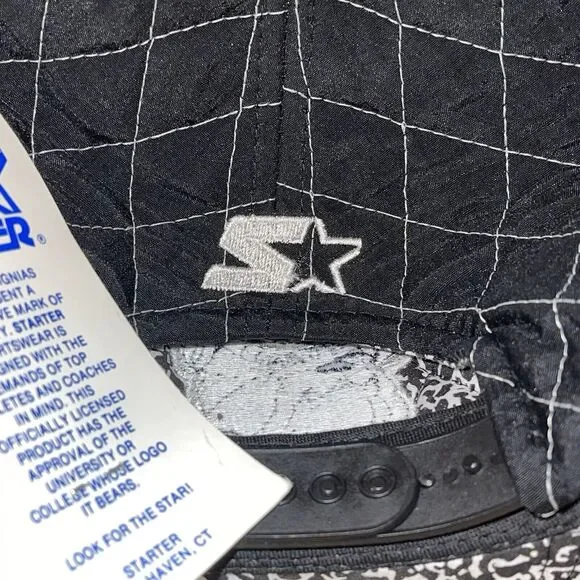 ER®
GNIAS
SENT A
VE MARK OF
Y. STARTER
RTSWEAR IS
GNED WITH THE
EMANDS OF TOP
LETES AND COACHES
IN MIND. THIS
OFFICIALLY LICENSED
PRODUCT HAS THE
APPROVAL OF THE
UNIVERSITY OR
COLLEGE WHOSE LOGO
IT BEARS.
LOOK FOR THE STAR!
STARTER
HAVEN, CT
S